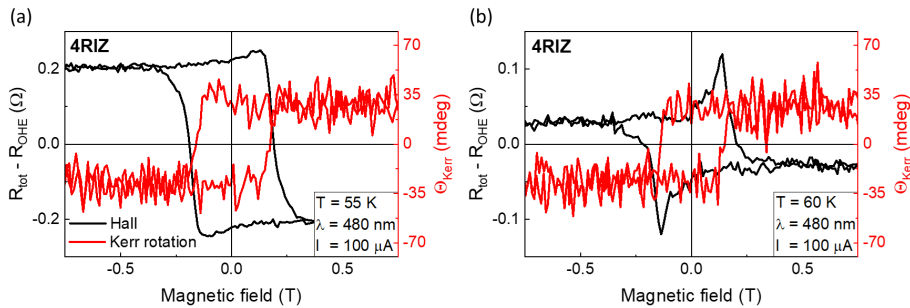 (a)
4RIZ
R_tot - R_OHE (Ω)
0.2
0.0
-0.2
Hall
Kerr rotation
T = 55 K
λ = 480 nm
I = 100 μA
70
35
0
-35
-70
Θ_Kerr (mdeg)
-0.5
0.0
0.5
Magnetic field (T)
(b)
4RIZ
R_tot - R_OHE (Ω)
0.1
0.0
-0.1
T = 60 K
λ = 480 nm
I = 100 μA
70
35
0
-35
-70
Θ_Kerr (mdeg)
-0.5
0.0
0.5
Magnetic field (T)